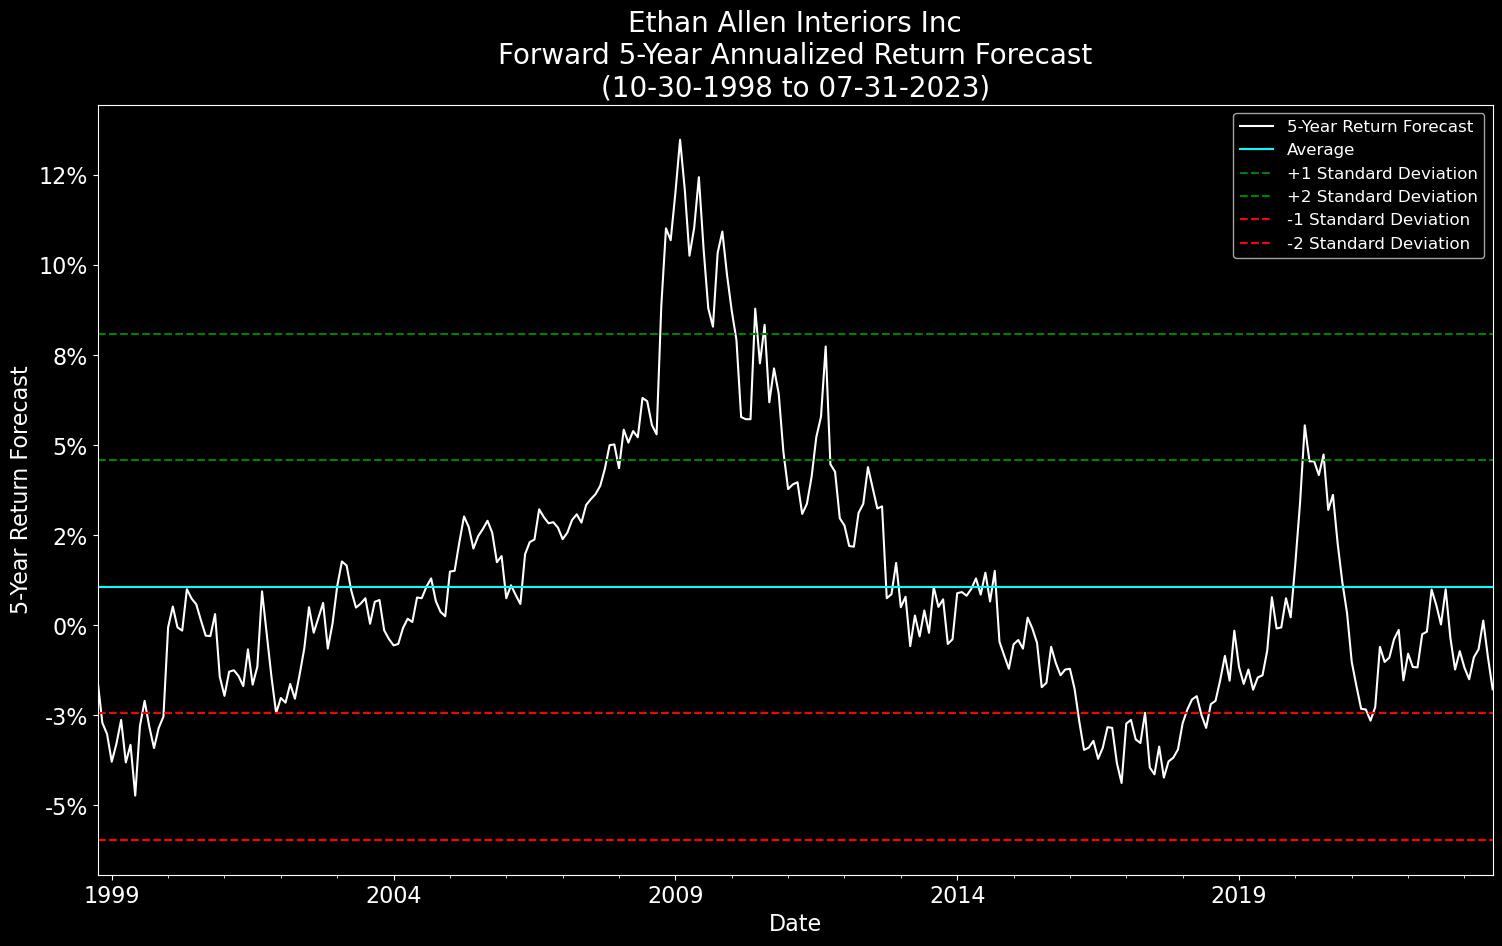 Ethan Allen Interiors Inc
Forward 5-Year Annualized Return Forecast
(10-30-1998 to 07-31-2023)
5-Year Return Forecast
Average
+1 Standard Deviation
+2 Standard Deviation
-1 Standard Deviation
-2 Standard Deviation
12%
10%
8%
5%
2%
0%
-3%
-5%
5-Year Return Forecast
1999 2004 2009 2014 2019
Date